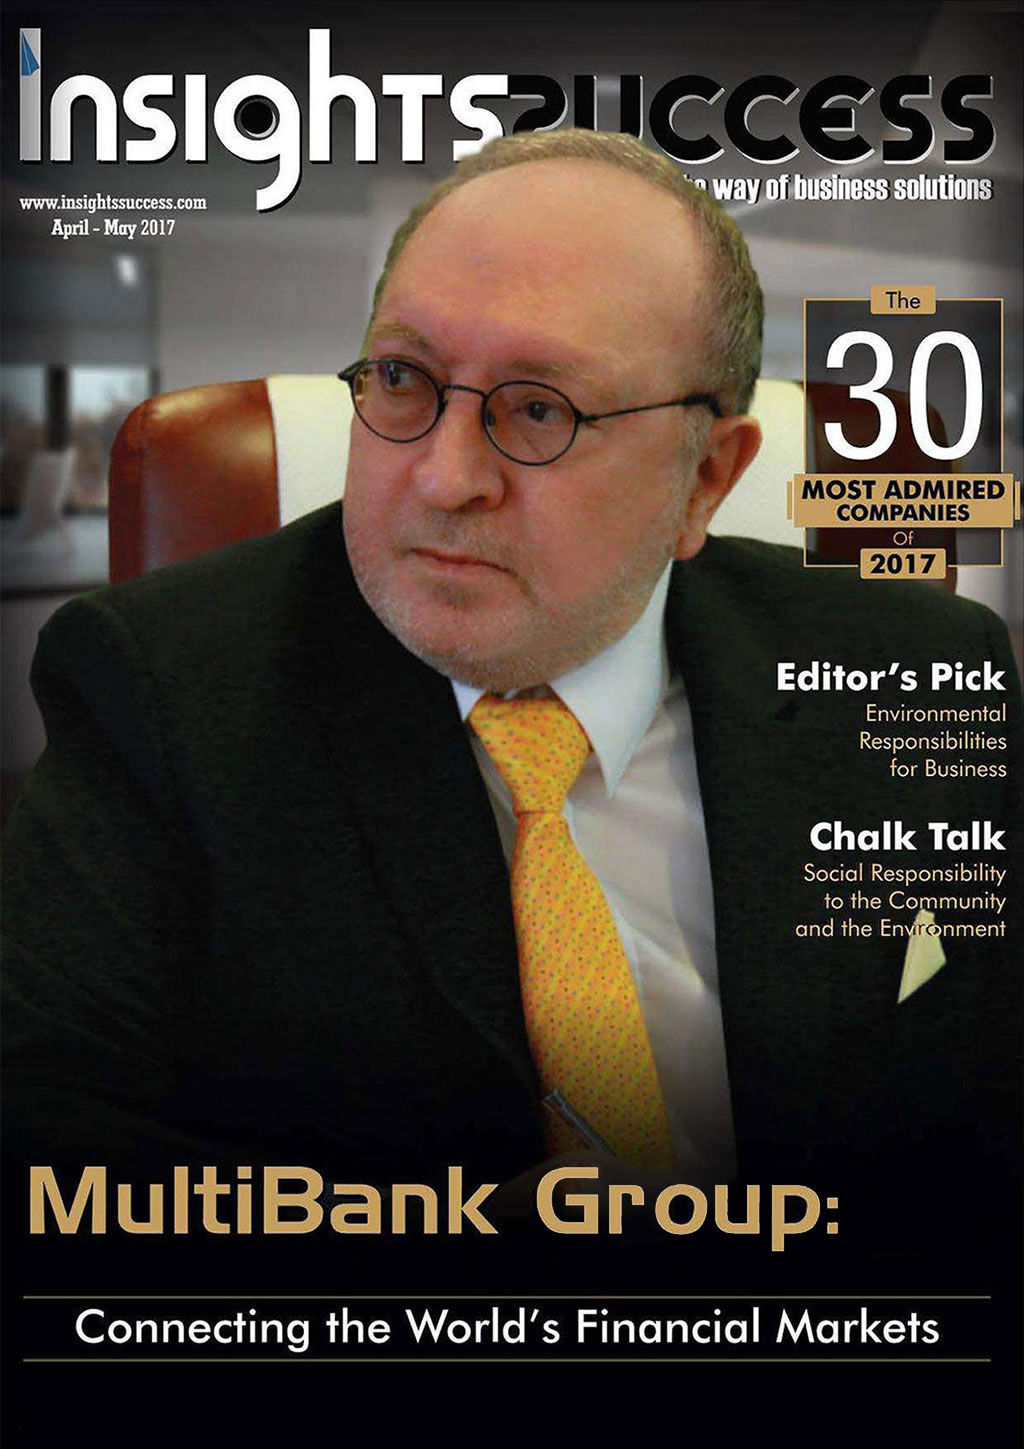 Insights success
way of business solutions
www.insightssuccess.com
April - May 2017
The
30
MOST ADMIRED
COMPANIES
Of
2017
Editor's Pick
Environmental
Responsibilities
for Business
Chalk Talk
Social Responsibility
to the Community
and the Environment
MultiBank Group:
Connecting the World's Financial Markets